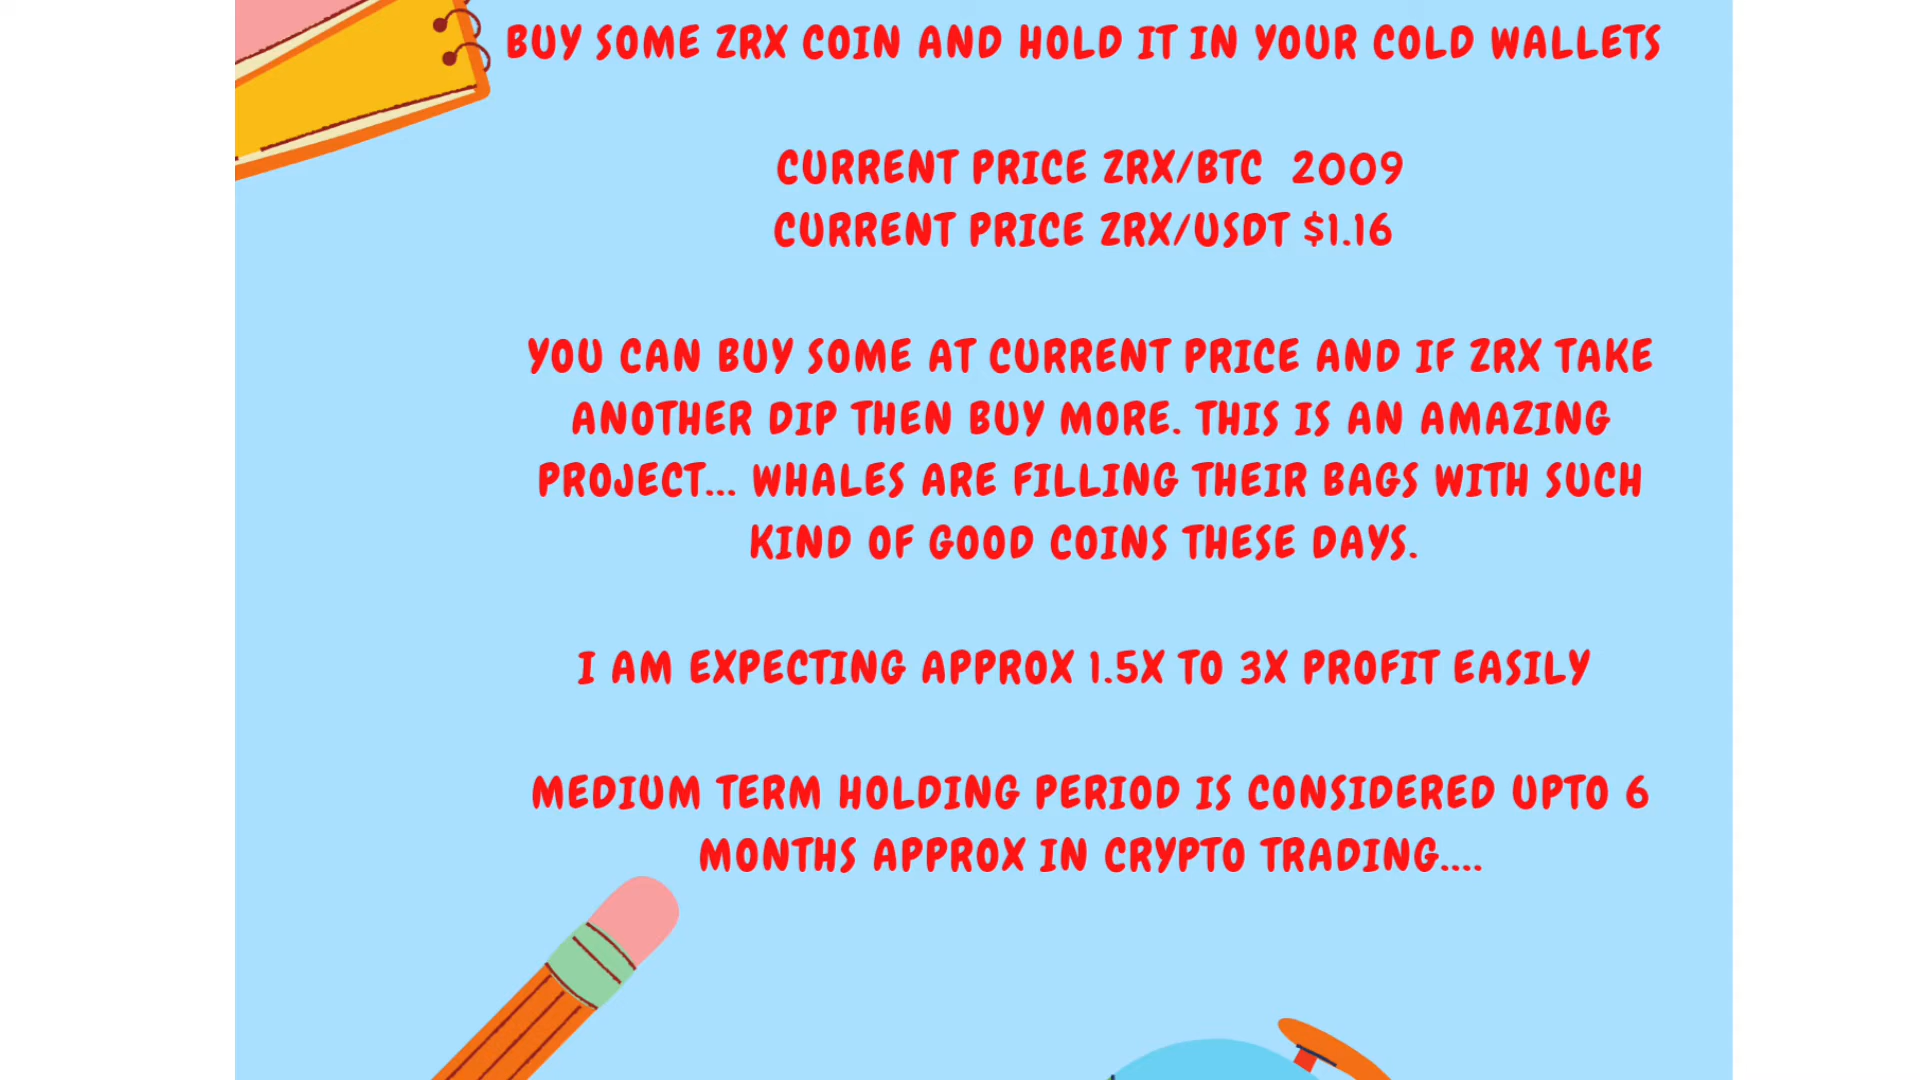 BUY SOME ZRX COIN AND HOLD IT IN YOUR COLD WALLETS
CURRENT PRICE ZRX/BTC 2009
CURRENT PRICE ZRX/USDT $1.16
YOU CAN BUY SOME AT CURRENT PRICE AND IF ZRX TAKE
ANOTHER DIP THEN BUY MORE. THIS IS AN AMAZING
PROJECT... WHALES ARE FILLING THEIR BAGS WITH SUCH
KIND OF GOOD COINS THESE DAYS.
I AM EXPECTING APPROX 1.5X TO 3X PROFIT EASILY
MEDIUM TERM HOLDING PERIOD IS CONSIDERED UPTO 6
MONTHS APPROX IN CRYPTO TRADING....